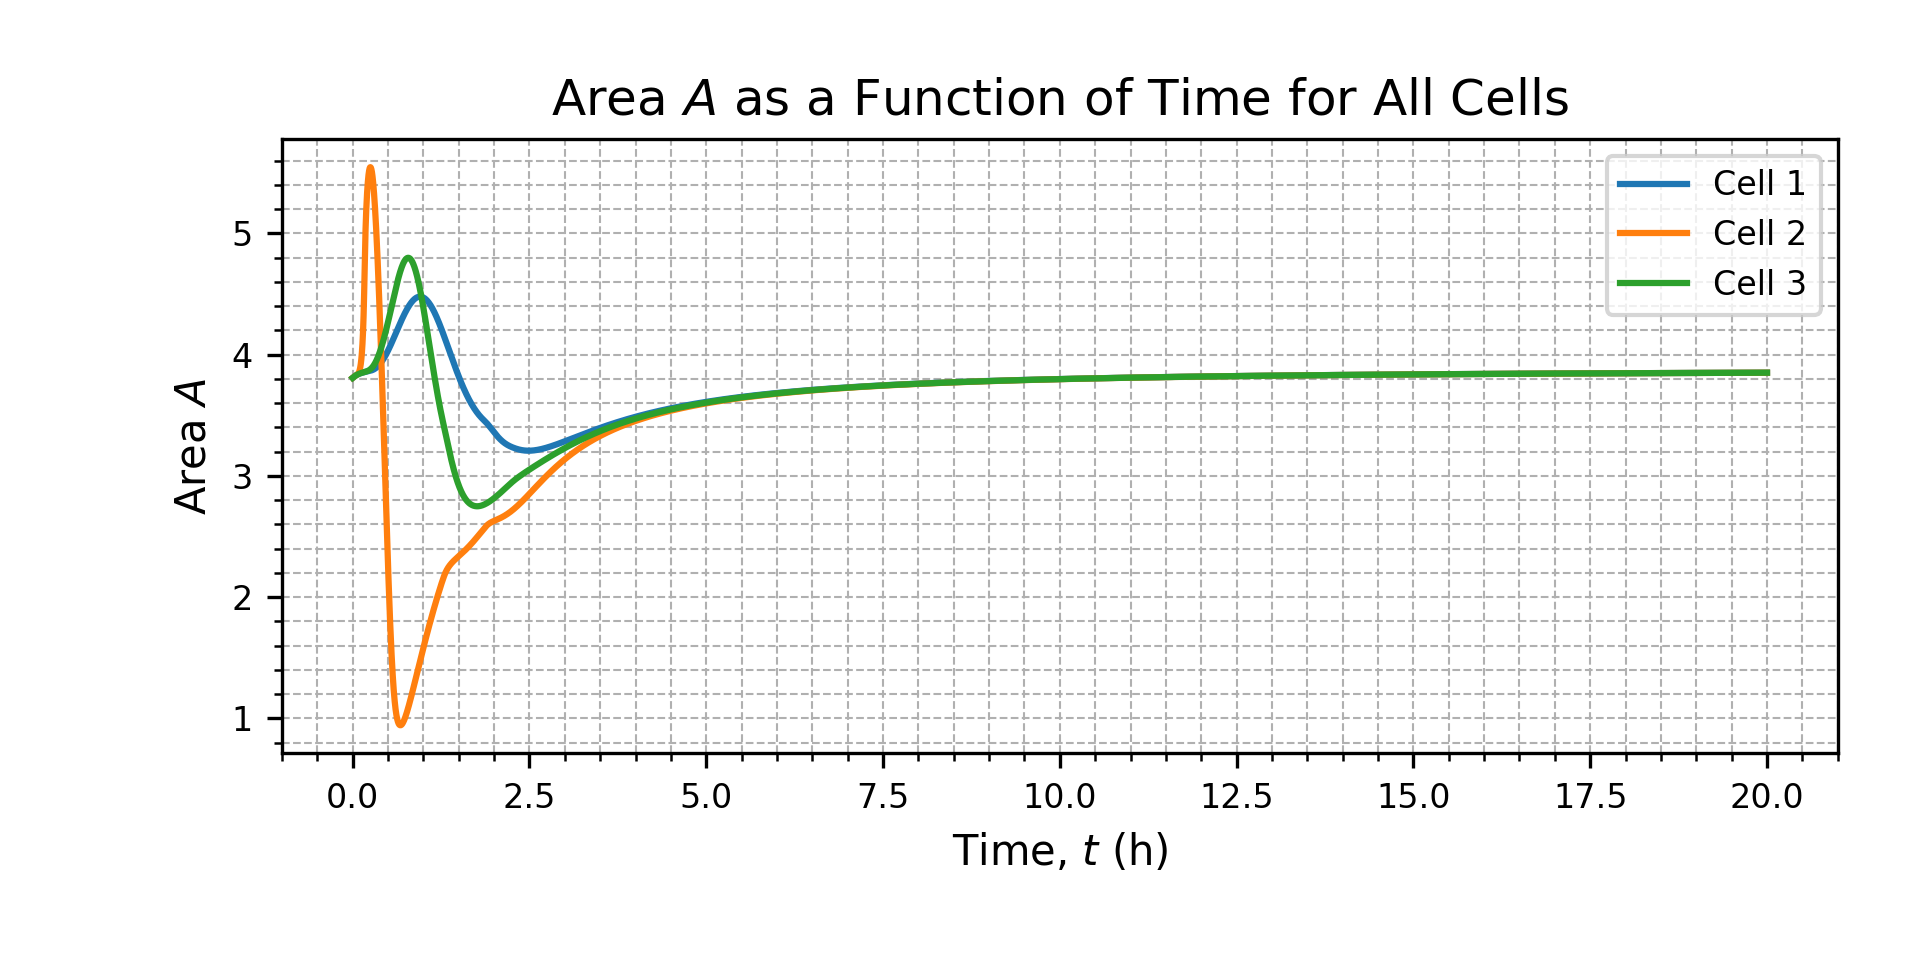 Area A as a Function of Time for All Cells
Cell 1
Cell 2
Cell 3
Area A
5
4
3
2
1
0.0 2.5 5.0 7.5 10.0 12.5 15.0 17.5 20.0
Time, t (h)